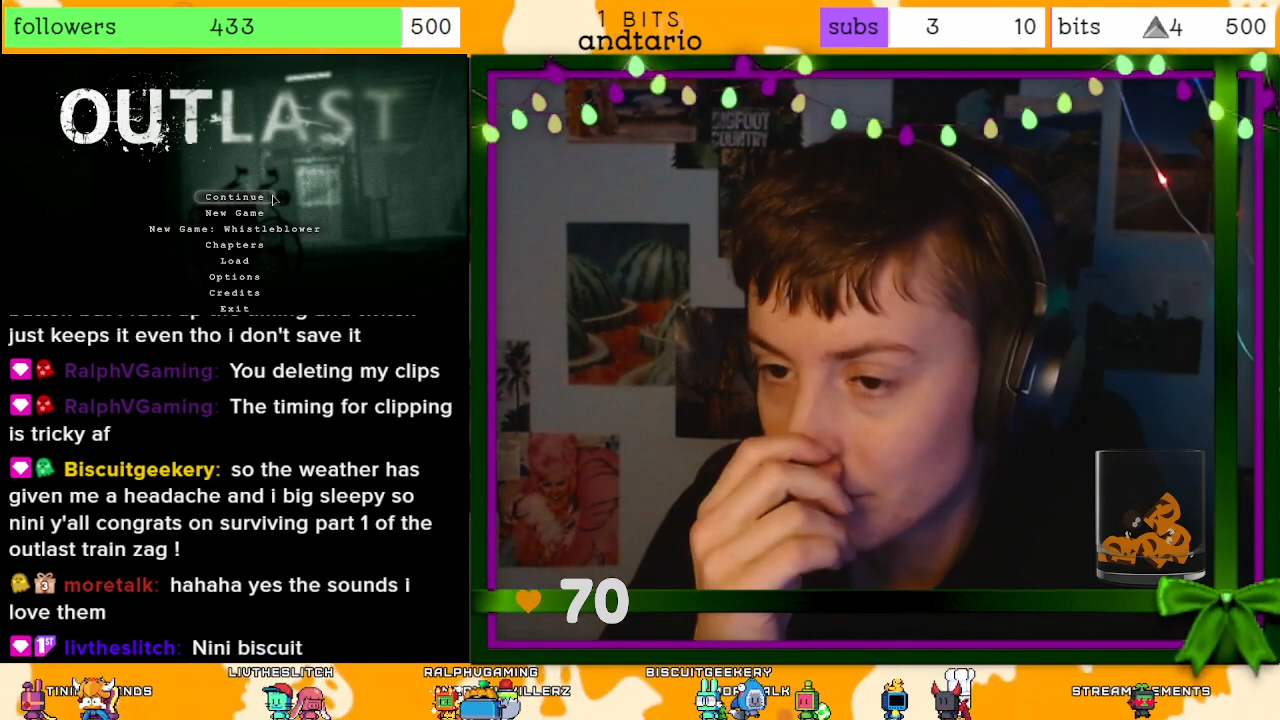 followers 433 500
1 BITS
andtario
subs 3 10
bits 4 500
OUTLAST
Continue
New Game
New Game: Whistleblower
Chapters
Load
Options
Credits
Exit
BIGFOOT
COUNTRY
just keeps it even tho i don't save it
RalphVGaming: You deleting my clips
RalphVGaming: The timing for clipping
is tricky af
Biscuitgeekery: so the weather has
given me a headache and i big sleepy so
nini y'all congrats on surviving part 1 of the
outlast train zag !
moretalk: hahaha yes the sounds i
love them
livtheslitch: Nini biscuit
70
LIVTHESLITCH
RALPHVGAMING
BISCUITGEEKERY